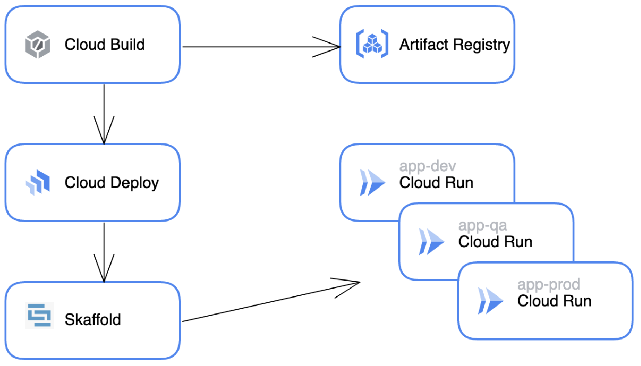 Cloud Build
Artifact Registry
Cloud Deploy
app-dev
Cloud Run
app-qa
Cloud Run
app-prod
Cloud Run
Skaffold